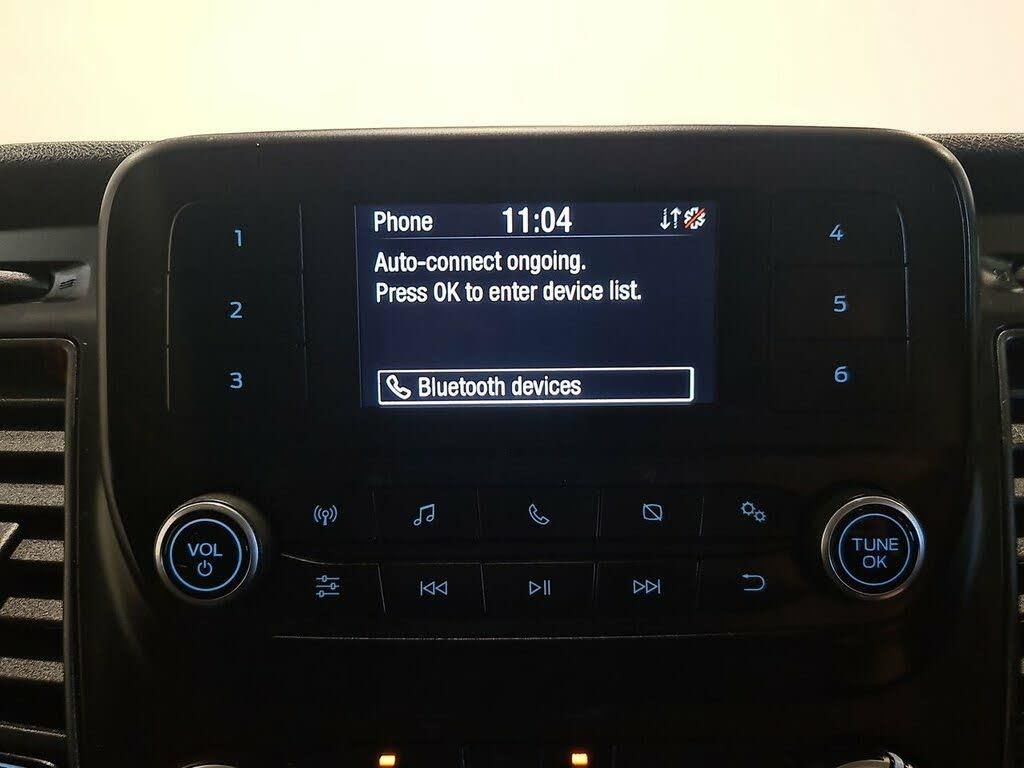 Phone 11:04
Auto-connect ongoing.
Press OK to enter device list.
Bluetooth devices
1
2
3
4
5
6
VOL
TUNE
OK